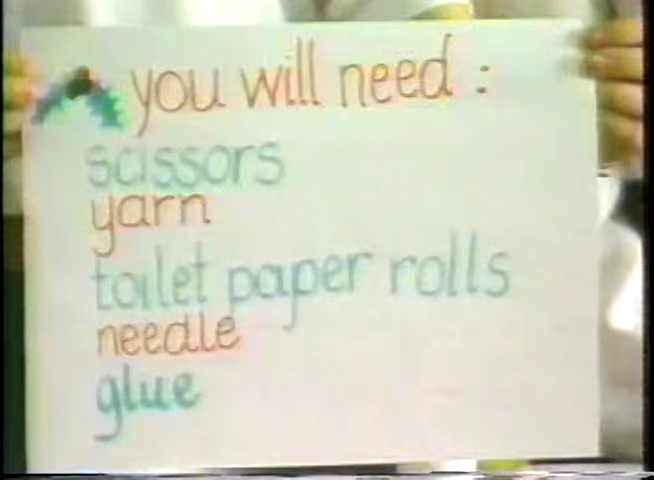 you will need :
scissors
yarn
toilet paper rolls
needle
glue